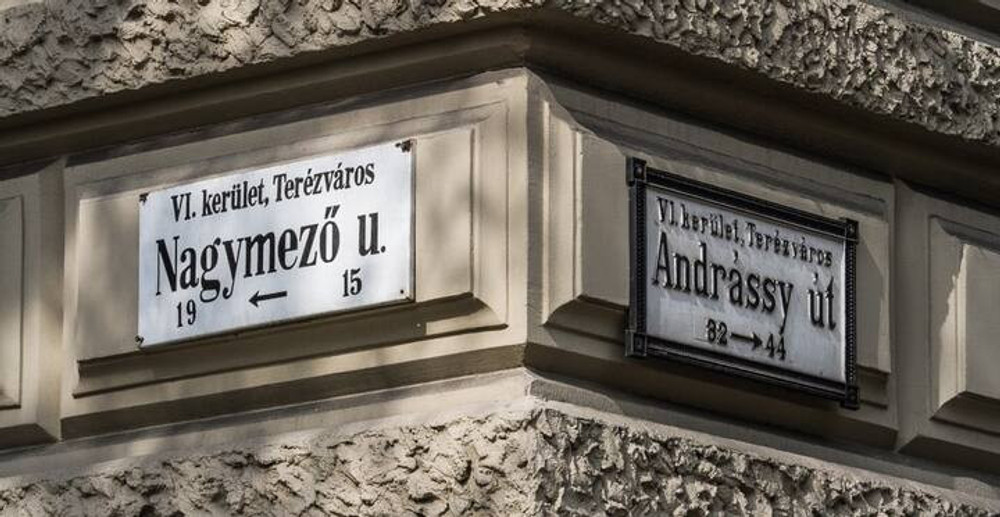 VI. kerület, Terézváros
Nagymező u.
19 ← 15
VI. kerület, Terézváros
Andrássy út
32 → 44